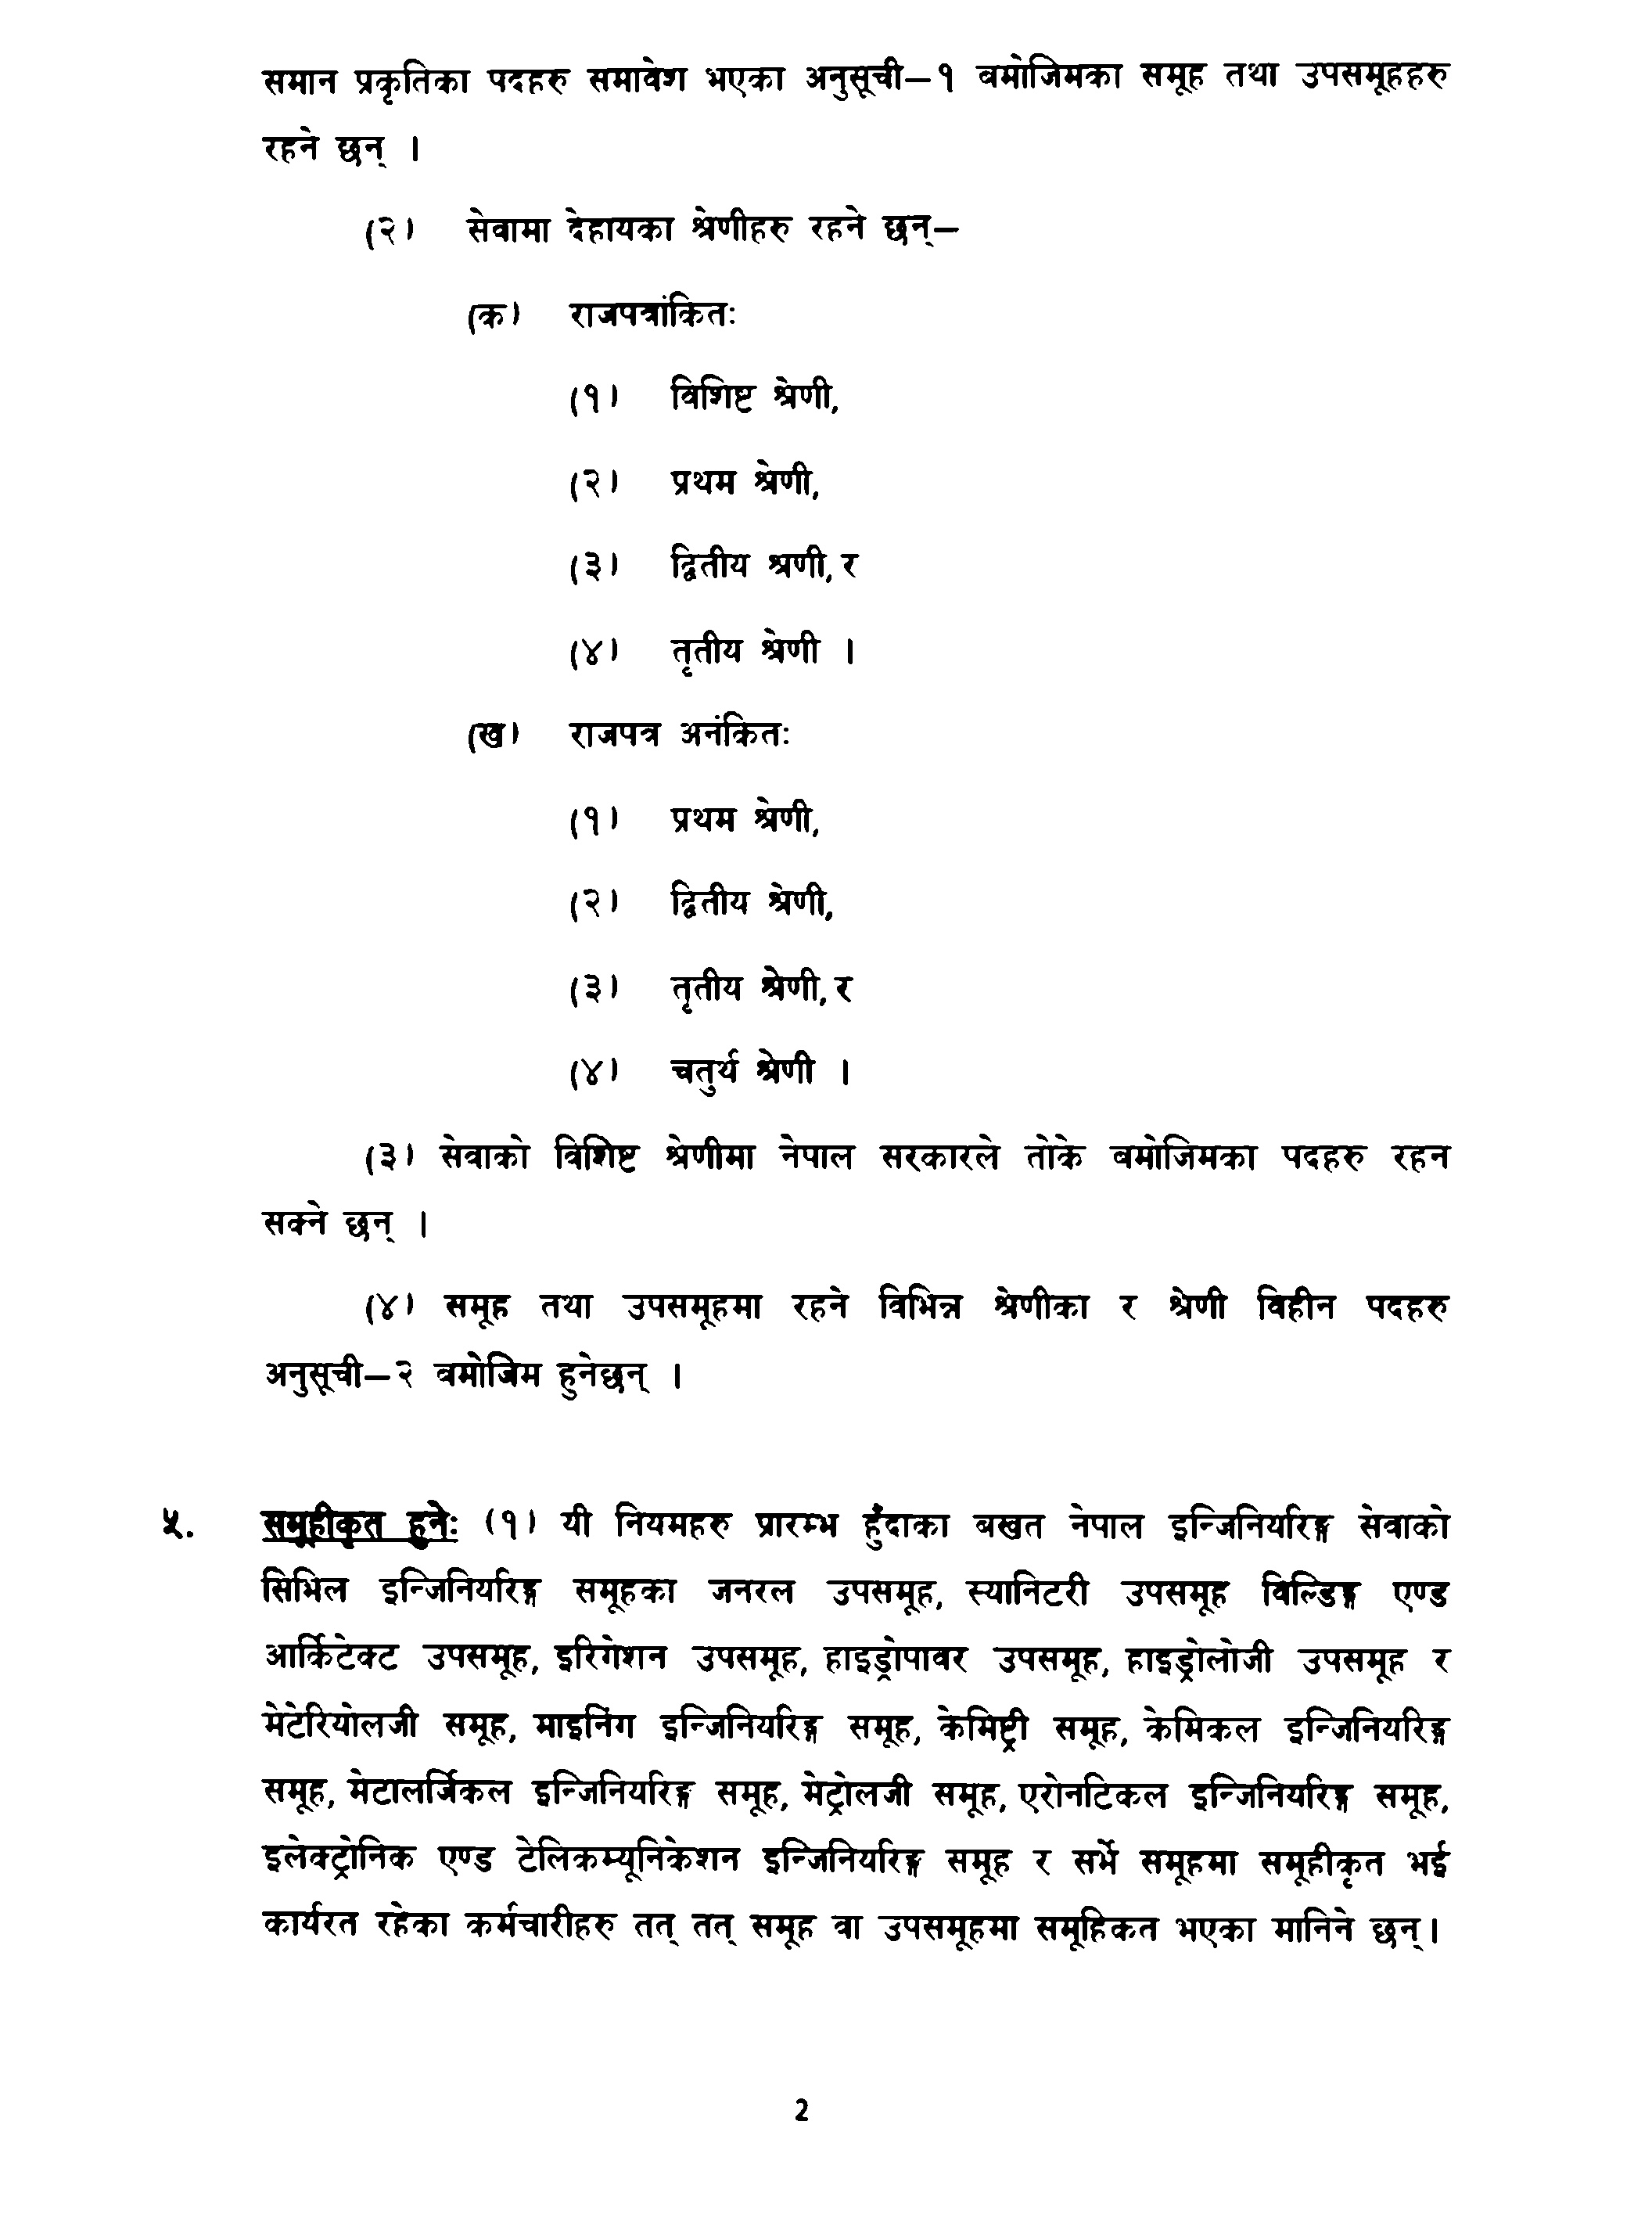 समान प्रकृतिका पदहरु समावेश भएका अनुसूची–१ बमोजिमका समूह तथा उपसमूहहरु
रहने छन् ।
(२) सेवामा देहायका श्रेणीहरु रहने छन्–
(क) राजपत्रांकितः
(१) विशिष्ट श्रेणी,
(२) प्रथम श्रेणी,
(३) द्वितीय श्रणी, र
(४) तृतीय श्रेणी ।
(ख) राजपत्र अनंकितः
(१) प्रथम श्रेणी,
(२) द्वितीय श्रेणी,
(३) तृतीय श्रेणी, र
(४) चतुर्थ श्रेणी ।
(३) सेवाको विशिष्ट श्रेणीमा नेपाल सरकारले तोके बमोजिमका पदहरु रहन
सक्ने छन् ।
(४) समूह तथा उपसमूहमा रहने विभिन्न श्रेणीका र श्रेणी विहीन पदहरु
अनुसूची–२ बमोजिम हुनेछन् ।
५. समूहीकृत हुनेः (१) यी नियमहरु प्रारम्भ हुँदाका बखत नेपाल इन्जिनियरिङ्ग सेवाको
सिभिल इन्जिनियरिङ्ग समूहका जनरल उपसमूह, स्यानिटरी उपसमूह विल्डिङ्ग एण्ड
आर्किटेक्ट उपसमूह, इरिगेशन उपसमूह, हाइड्रोपावर उपसमूह, हाइड्रोलोजी उपसमूह र
मेटेरियोलजी समूह, माइनिंग इन्जिनियरिङ्ग समूह, केमिष्ट्री समूह, केमिकल इन्जिनियरिङ्ग
समूह, मेटालर्जिकल इन्जिनियरिङ्ग समूह, मेट्रोलजी समूह, एरोनटिकल इन्जिनियरिङ्ग समूह,
इलेक्ट्रोनिक एण्ड टेलिकम्यूनिकेशन इन्जिनियरिङ्ग समूह र सर्भे समूहमा समूहीकृत भई
कार्यरत रहेका कर्मचारीहरु तत् तत् समूह वा उपसमूहमा समूहिकत भएका मानिने छन्।
2